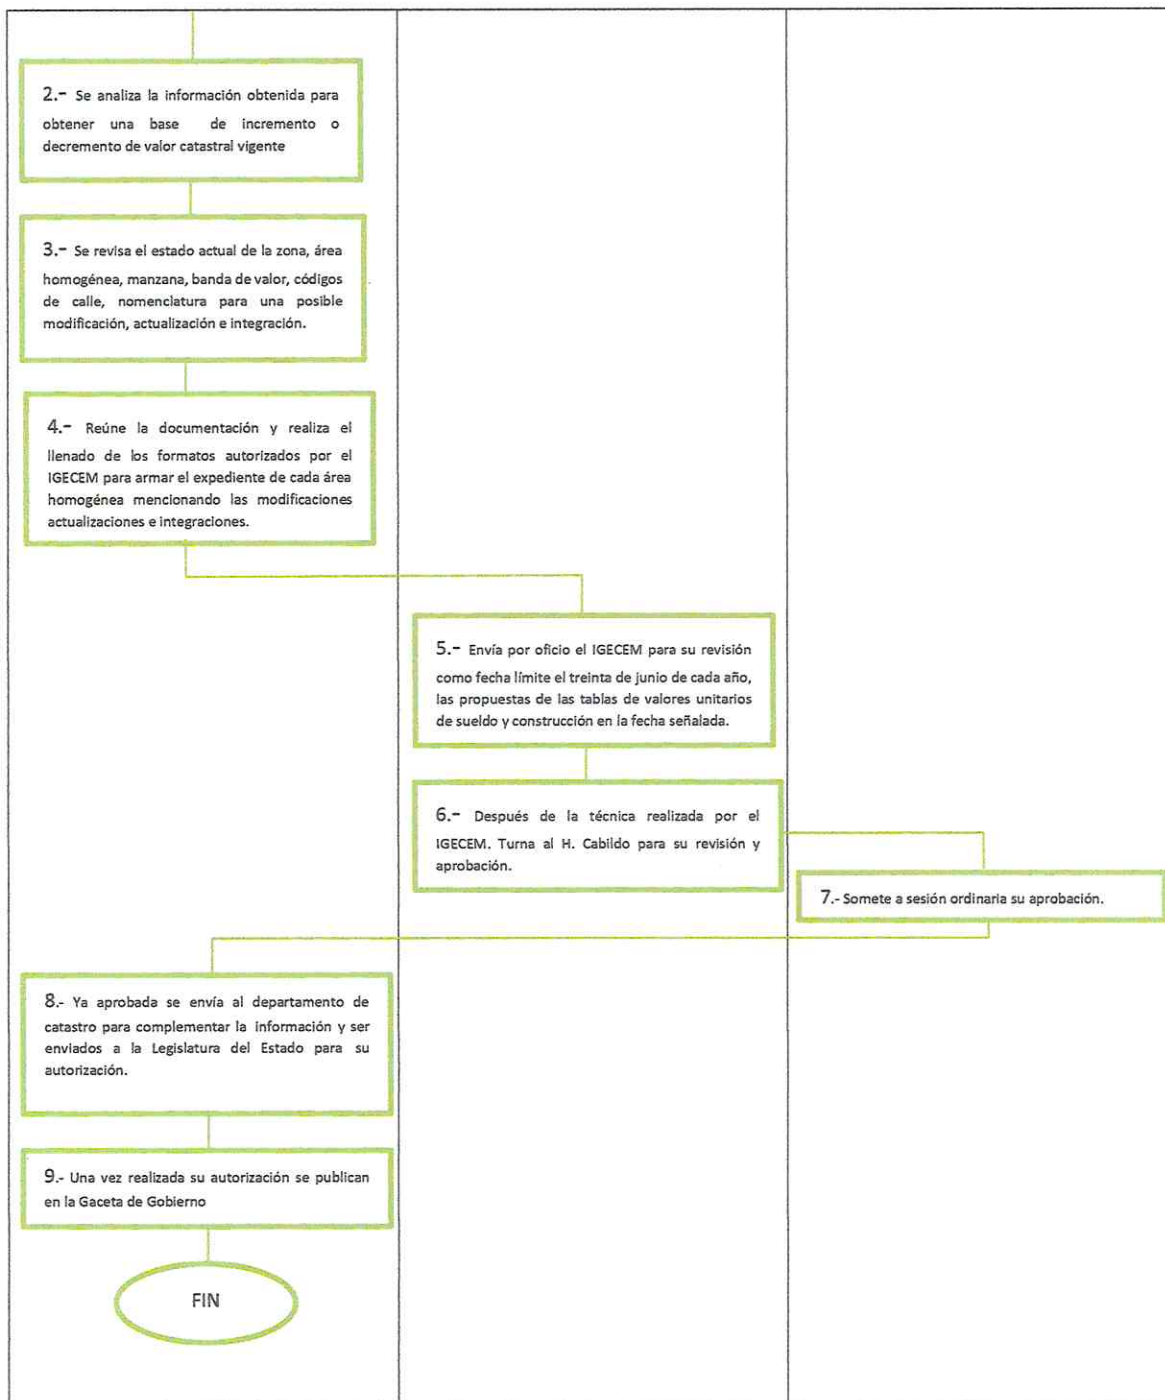 2.- Se analiza la información obtenida para
obtener una base de incremento o
decremento de valor catastral vigente
3.- Se revisa el estado actual de la zona, área
homogénea, manzana, banda de valor, códigos
de calle, nomenclatura para una posible
modificación, actualización e integración.
4.- Reúne la documentación y realiza el
llenado de los formatos autorizados por el
IGECEM para armar el expediente de cada área
homogénea mencionando las modificaciones
actualizaciones e integraciones.
5.- Envía por oficio el IGECEM para su revisión
como fecha límite el treinta de junio de cada año,
las propuestas de las tablas de valores unitarios
de sueldo y construcción en la fecha señalada.
6.- Después de la técnica realizada por el
IGECEM. Turna al H. Cabildo para su revisión y
aprobación.
7.- Somete a sesión ordinaria su aprobación.
8.- Ya aprobada se envía al departamento de
catastro para complementar la información y ser
enviados a la Legislatura del Estado para su
autorización.
9.- Una vez realizada su autorización se publican
en la Gaceta de Gobierno
FIN